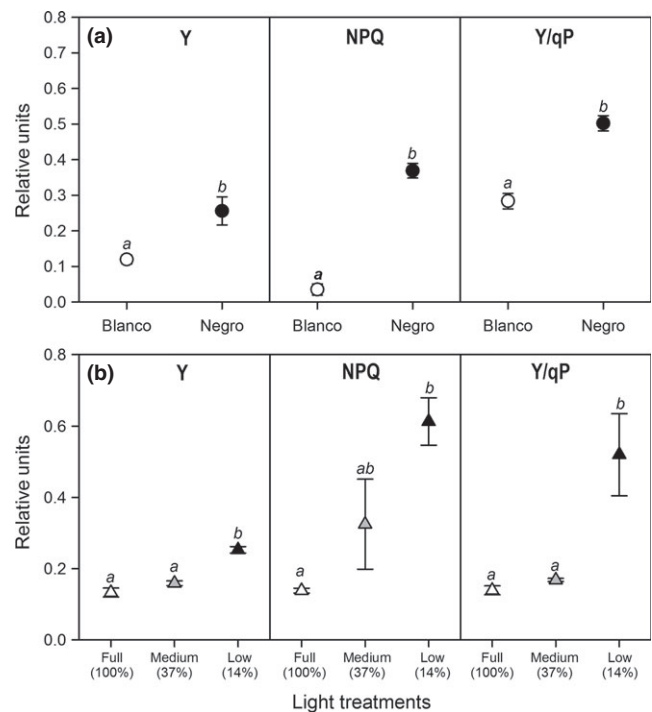 (a)
Y
NPQ
Y/qP
Relative units
0.8
0.7
0.6
0.5
0.4
0.3
0.2
0.1
0.0
a
b
a
b
a
b
Blanco Negro Blanco Negro Blanco Negro
(b)
Y
NPQ
Y/qP
Relative units
0.8
0.6
0.4
0.2
0.0
a
a
b
a
ab
b
a
a
b
Full Medium Low Full Medium Low Full Medium Low
(100%) (37%) (14%) (100%) (37%) (14%) (100%) (37%) (14%)
Light treatments